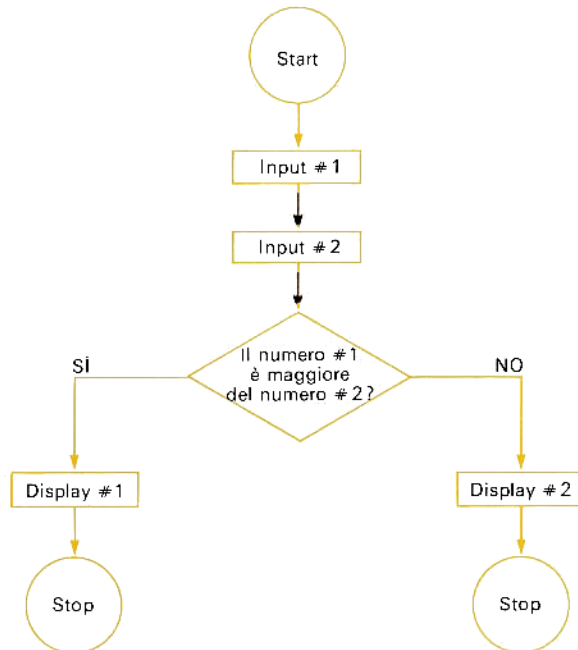 Start
Input #1
Input #2
Il numero #1
è maggiore
del numero #2?
SÌ
NO
Display #1
Display #2
Stop
Stop